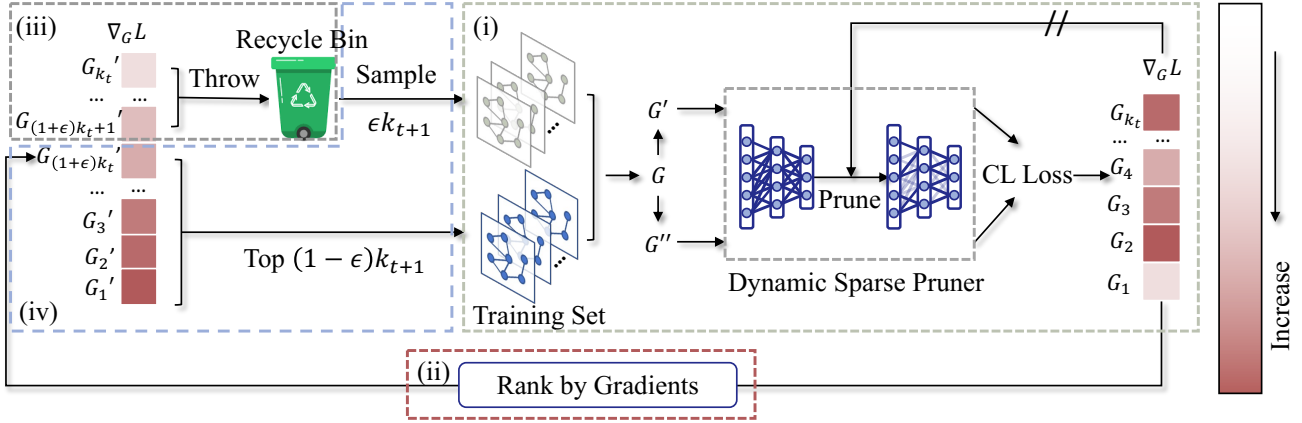 (iii)
∇_G L
G_{k_t}′
... ...
G_{(1+ϵ)k_t+1}′
G_{(1+ϵ)k_t}′
... ...
G_3′
G_2′
G_1′
(iv)
Throw
Recycle Bin
Sample
ϵk_{t+1}
Top (1 − ϵ)k_{t+1}
(i)
Training Set
G′
G
G′′
Prune
Dynamic Sparse Pruner
CL Loss
∇_G L
G_{k_t}
... ...
G_4
G_3
G_2
G_1
(ii)
Rank by Gradients
Increase